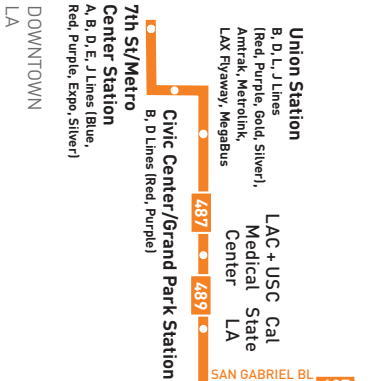 Union Station
B, D, L, J Lines
(Red, Purple, Gold, Silver),
Amtrak, Metrolink,
LAX Flyaway, MegaBus
LAC + USC
Medical
Center
Cal
State
LA
487
489
SAN GABRIEL BL
Civic Center/Grand Park Station
B, D Lines (Red, Purple)
7th St/Metro
Center Station
A, B, D, E, J Lines (Blue,
Red, Purple, Expo, Silver)
DOWNTOWN
LA